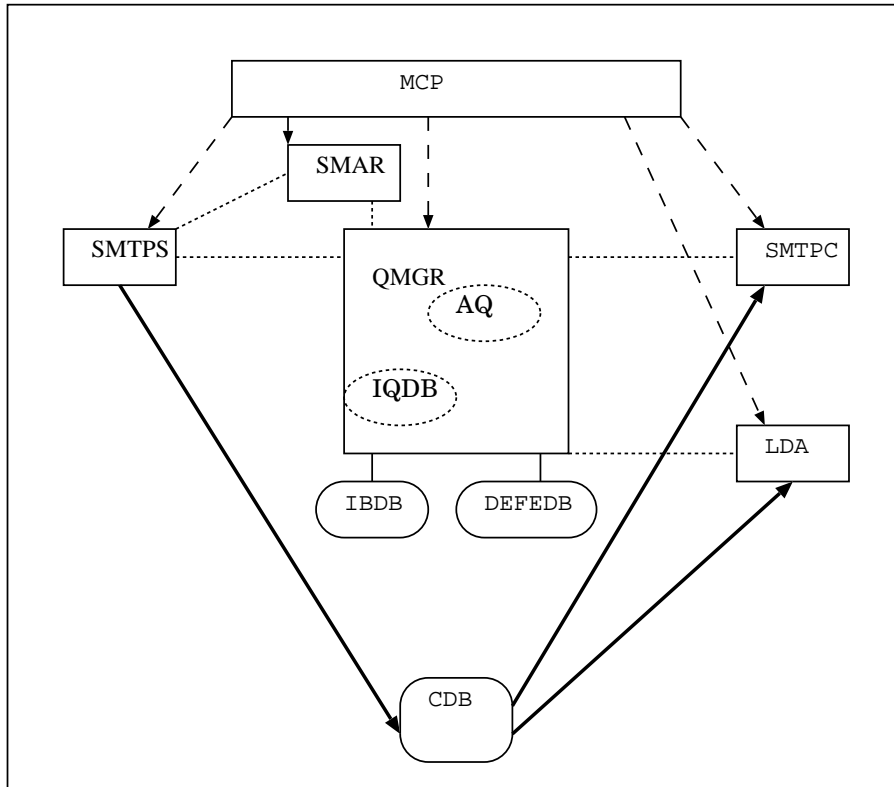 MCP
SMAR
SMTPS
SMTPC
QMGR
AQ
IQDB
LDA
IBDB
DEFEDB
CDB